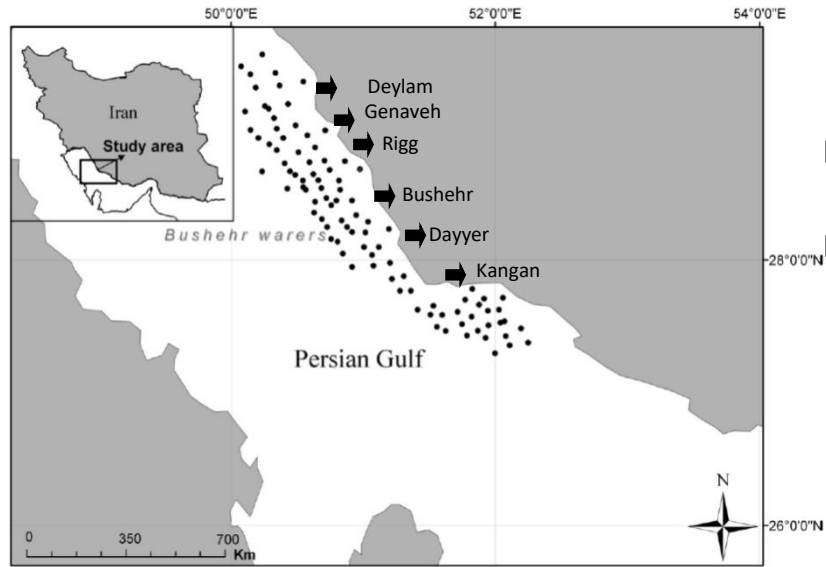 50°0'0"E
52°0'0"E
54°0'0"E
Deylam
Genaveh
Iran
Rigg
Study area
Bushehr
Bushehr warers
Dayyer
28°0'0"N
Kangan
Persian Gulf
N
0 350 700
Km
26°0'0"N